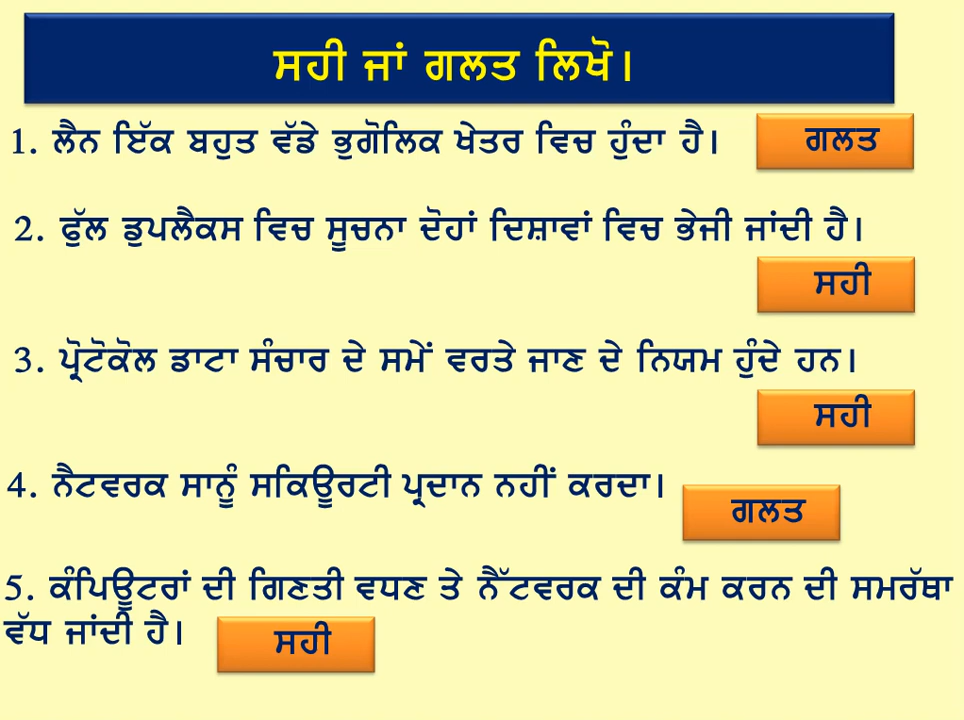 ਸਹੀ ਜਾਂ ਗਲਤ ਲਿਖੋ।
1. ਲੈਨ ਇੱਕ ਬਹੁਤ ਵੱਡੇ ਭੁਗੋਲਿਕ ਖੇਤਰ ਵਿਚ ਹੁੰਦਾ ਹੈ।
ਗਲਤ
2. ਫੁੱਲ ਡੁਪਲੈਕਸ ਵਿਚ ਸੂਚਨਾ ਦੋਹਾਂ ਦਿਸ਼ਾਵਾਂ ਵਿਚ ਭੇਜੀ ਜਾਂਦੀ ਹੈ।
ਸਹੀ
3. ਪ੍ਰੋਟੋਕੋਲ ਡਾਟਾ ਸੰਚਾਰ ਦੇ ਸਮੇਂ ਵਰਤੇ ਜਾਣ ਦੇ ਨਿਯਮ ਹੁੰਦੇ ਹਨ।
ਸਹੀ
4. ਨੈਟਵਰਕ ਸਾਨੂੰ ਸਕਿਊਰਟੀ ਪ੍ਰਦਾਨ ਨਹੀਂ ਕਰਦਾ।
ਗਲਤ
5. ਕੰਪਿਊਟਰਾਂ ਦੀ ਗਿਣਤੀ ਵਧਣ ਤੇ ਨੈੱਟਵਰਕ ਦੀ ਕੰਮ ਕਰਨ ਦੀ ਸਮਰੱਥਾ
ਵੱਧ ਜਾਂਦੀ ਹੈ।
ਸਹੀ